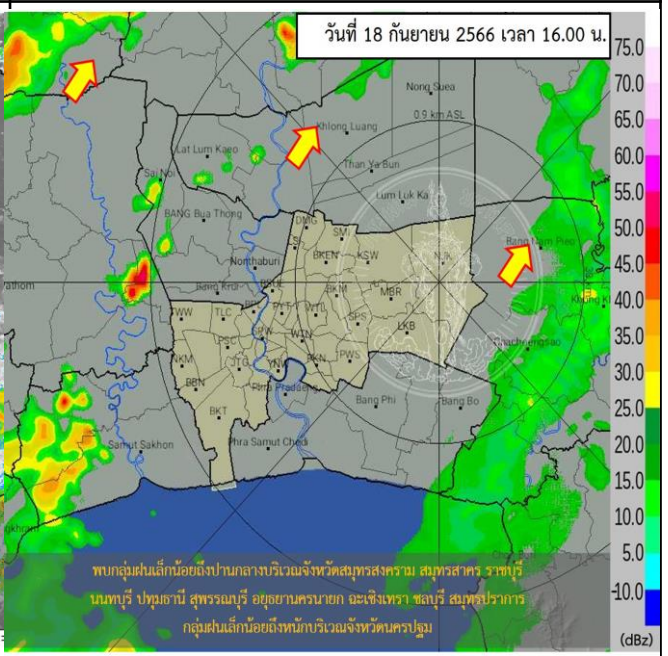 วันที่ 18 กันยายน 2566 เวลา 16.00 น.
75.0
70.0
65.0
60.0
55.0
50.0
45.0
40.0
35.0
30.0
25.0
20.0
15.0
10.0
5.0
-10.0
(dBz)
Nong Suea
0.9 km ASL
Khlong Luang
Lat Lum Kaeo
Than Ya Buri
Sai Noi
Lum Luk Ka
BANG Bua Thong
DMG
SMI
Bang Nam Prieo
BKEN
KSW
Nonthaburi
BKM
MBR
TWW
TLC
PYT
SPS
LKB
PSC
WTN
Chachoengsao
NKM
PKN
PWS
BBN
Phra Pradaeng
BKT
Bang Phli
Bang Bo
Samut Sakhon
Phra Samut Chedi
พบกลุ่มฝนเล็กน้อยถึงปานกลางบริเวณจังหวัดสมุทรสงคราม สมุทรสาคร ราชบุรี
นนทบุรี ปทุมธานี สุพรรณบุรี อยุธยานครนายก ฉะเชิงเทรา ชลบุรี สมุทรปราการ
กลุ่มฝนเล็กน้อยถึงหนักบริเวณจังหวัดนครปฐม